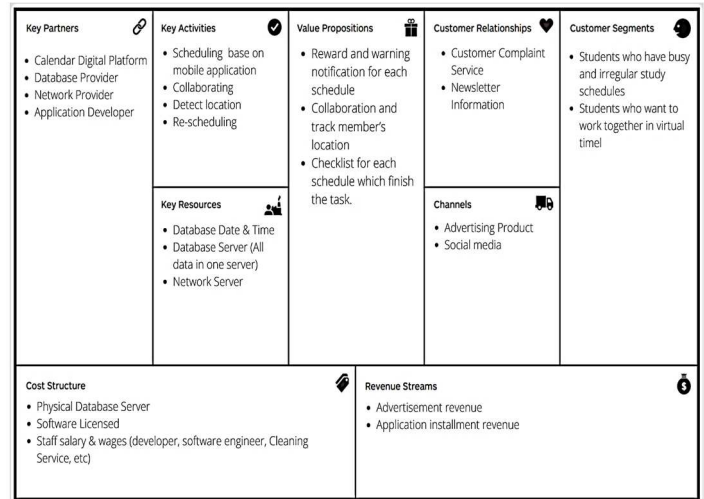 Key Partners
• Calendar Digital Platform
• Database Provider
• Network Provider
• Application Developer
Key Activities
• Scheduling base on
mobile application
• Collaborating
• Detect location
• Re-scheduling
Key Resources
• Database Date & Time
• Database Server (All
data in one server)
• Network Server
Value Propositions
• Reward and warning
notification for each
schedule
• Collaboration and
track member's
location
• Checklist for each
schedule which finish
the task.
Customer Relationships
• Customer Complaint
Service
• Newsletter
Information
Channels
• Advertising Product
• Social media
Customer Segments
• Students who have busy
and irregular study
schedules
• Students who want to
work together in virtual
timel
Cost Structure
• Physical Database Server
• Software Licensed
• Staff salary & wages (developer, software engineer, Cleaning
Service, etc)
Revenue Streams
• Advertisement revenue
• Application installment revenue